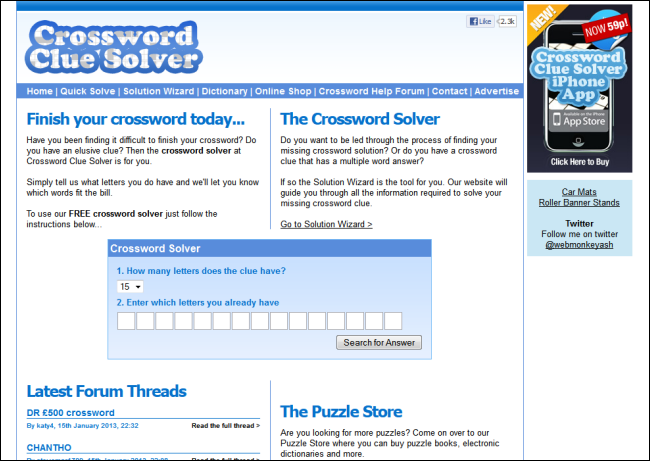 Crossword
Clue Solver
Like 2.3k
Home | Quick Solve | Solution Wizard | Dictionary | Online Shop | Crossword Help Forum | Contact | Advertise
Finish your crossword today...
Have you been finding it difficult to finish your crossword? Do
you have an elusive clue? Then the crossword solver at
Crossword Clue Solver is for you.
Simply tell us what letters you do have and we'll let you know
which words fit the bill.
To use our FREE crossword solver just follow the
instructions below...
The Crossword Solver
Do you want to be led through the process of finding your
missing crossword solution? Or do you have a crossword
clue that has a multiple word answer?
If so the Solution Wizard is the tool for you. Our website will
guide you through all the information required to solve your
missing crossword clue.
Go to Solution Wizard >
Crossword Solver
1. How many letters does the clue have?
15
2. Enter which letters you already have
Search for Answer
Latest Forum Threads
DR £500 crossword
By katy4, 15th January 2013, 22:32
Read the full thread >
CHANTHO
The Puzzle Store
Are you looking for more puzzles? Come on over to our
Puzzle Store where you can buy puzzle books, electronic
dictionaries and more.
NEW!
NOW 59p!
Crossword
Clue Solver
iPhone
App
Available on the iPhone
App Store
Click Here to Buy
Car Mats
Roller Banner Stands
Twitter
Follow me on twitter
@webmonkeyash